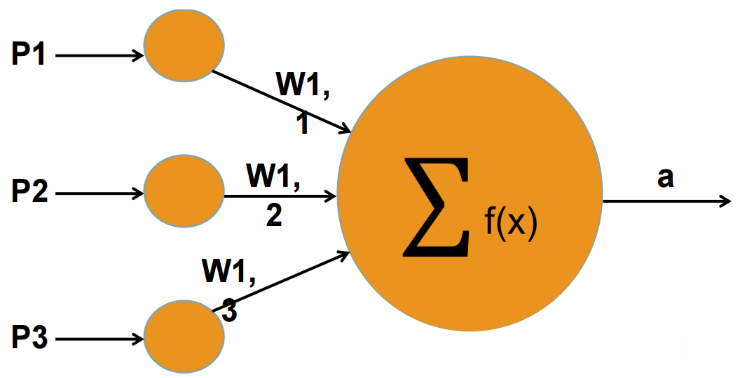 P1
W1,
1
P2
W1,
2
∑ f(x)
a
W1,
3
P3